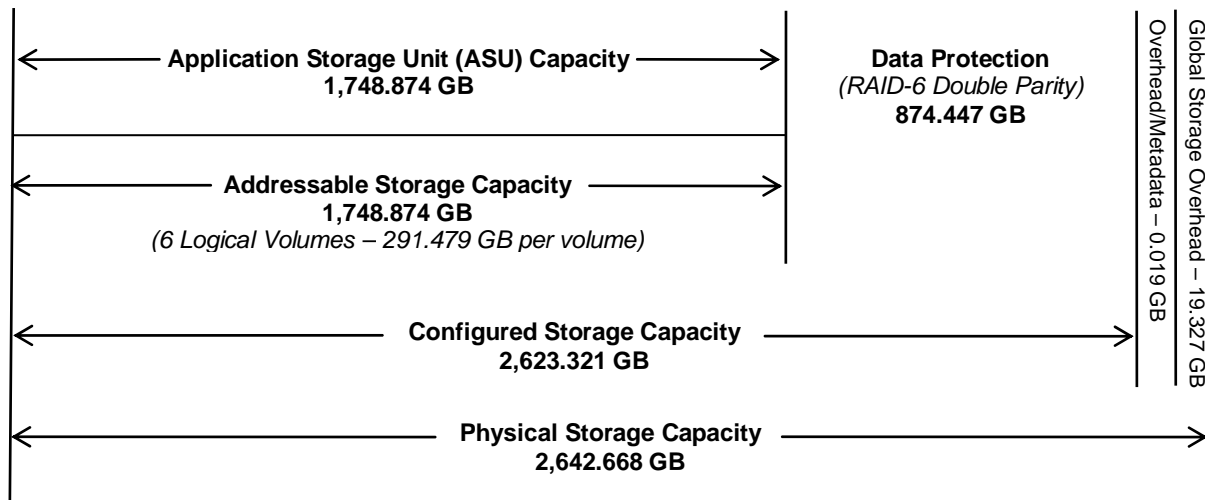 Application Storage Unit (ASU) Capacity
1,748.874 GB
Data Protection
(RAID-6 Double Parity)
874.447 GB
Overhead/Metadata – 0.019 GB
Global Storage Overhead – 19.327 GB
Addressable Storage Capacity
1,748.874 GB
(6 Logical Volumes – 291.479 GB per volume)
Configured Storage Capacity
2,623.321 GB
Physical Storage Capacity
2,642.668 GB